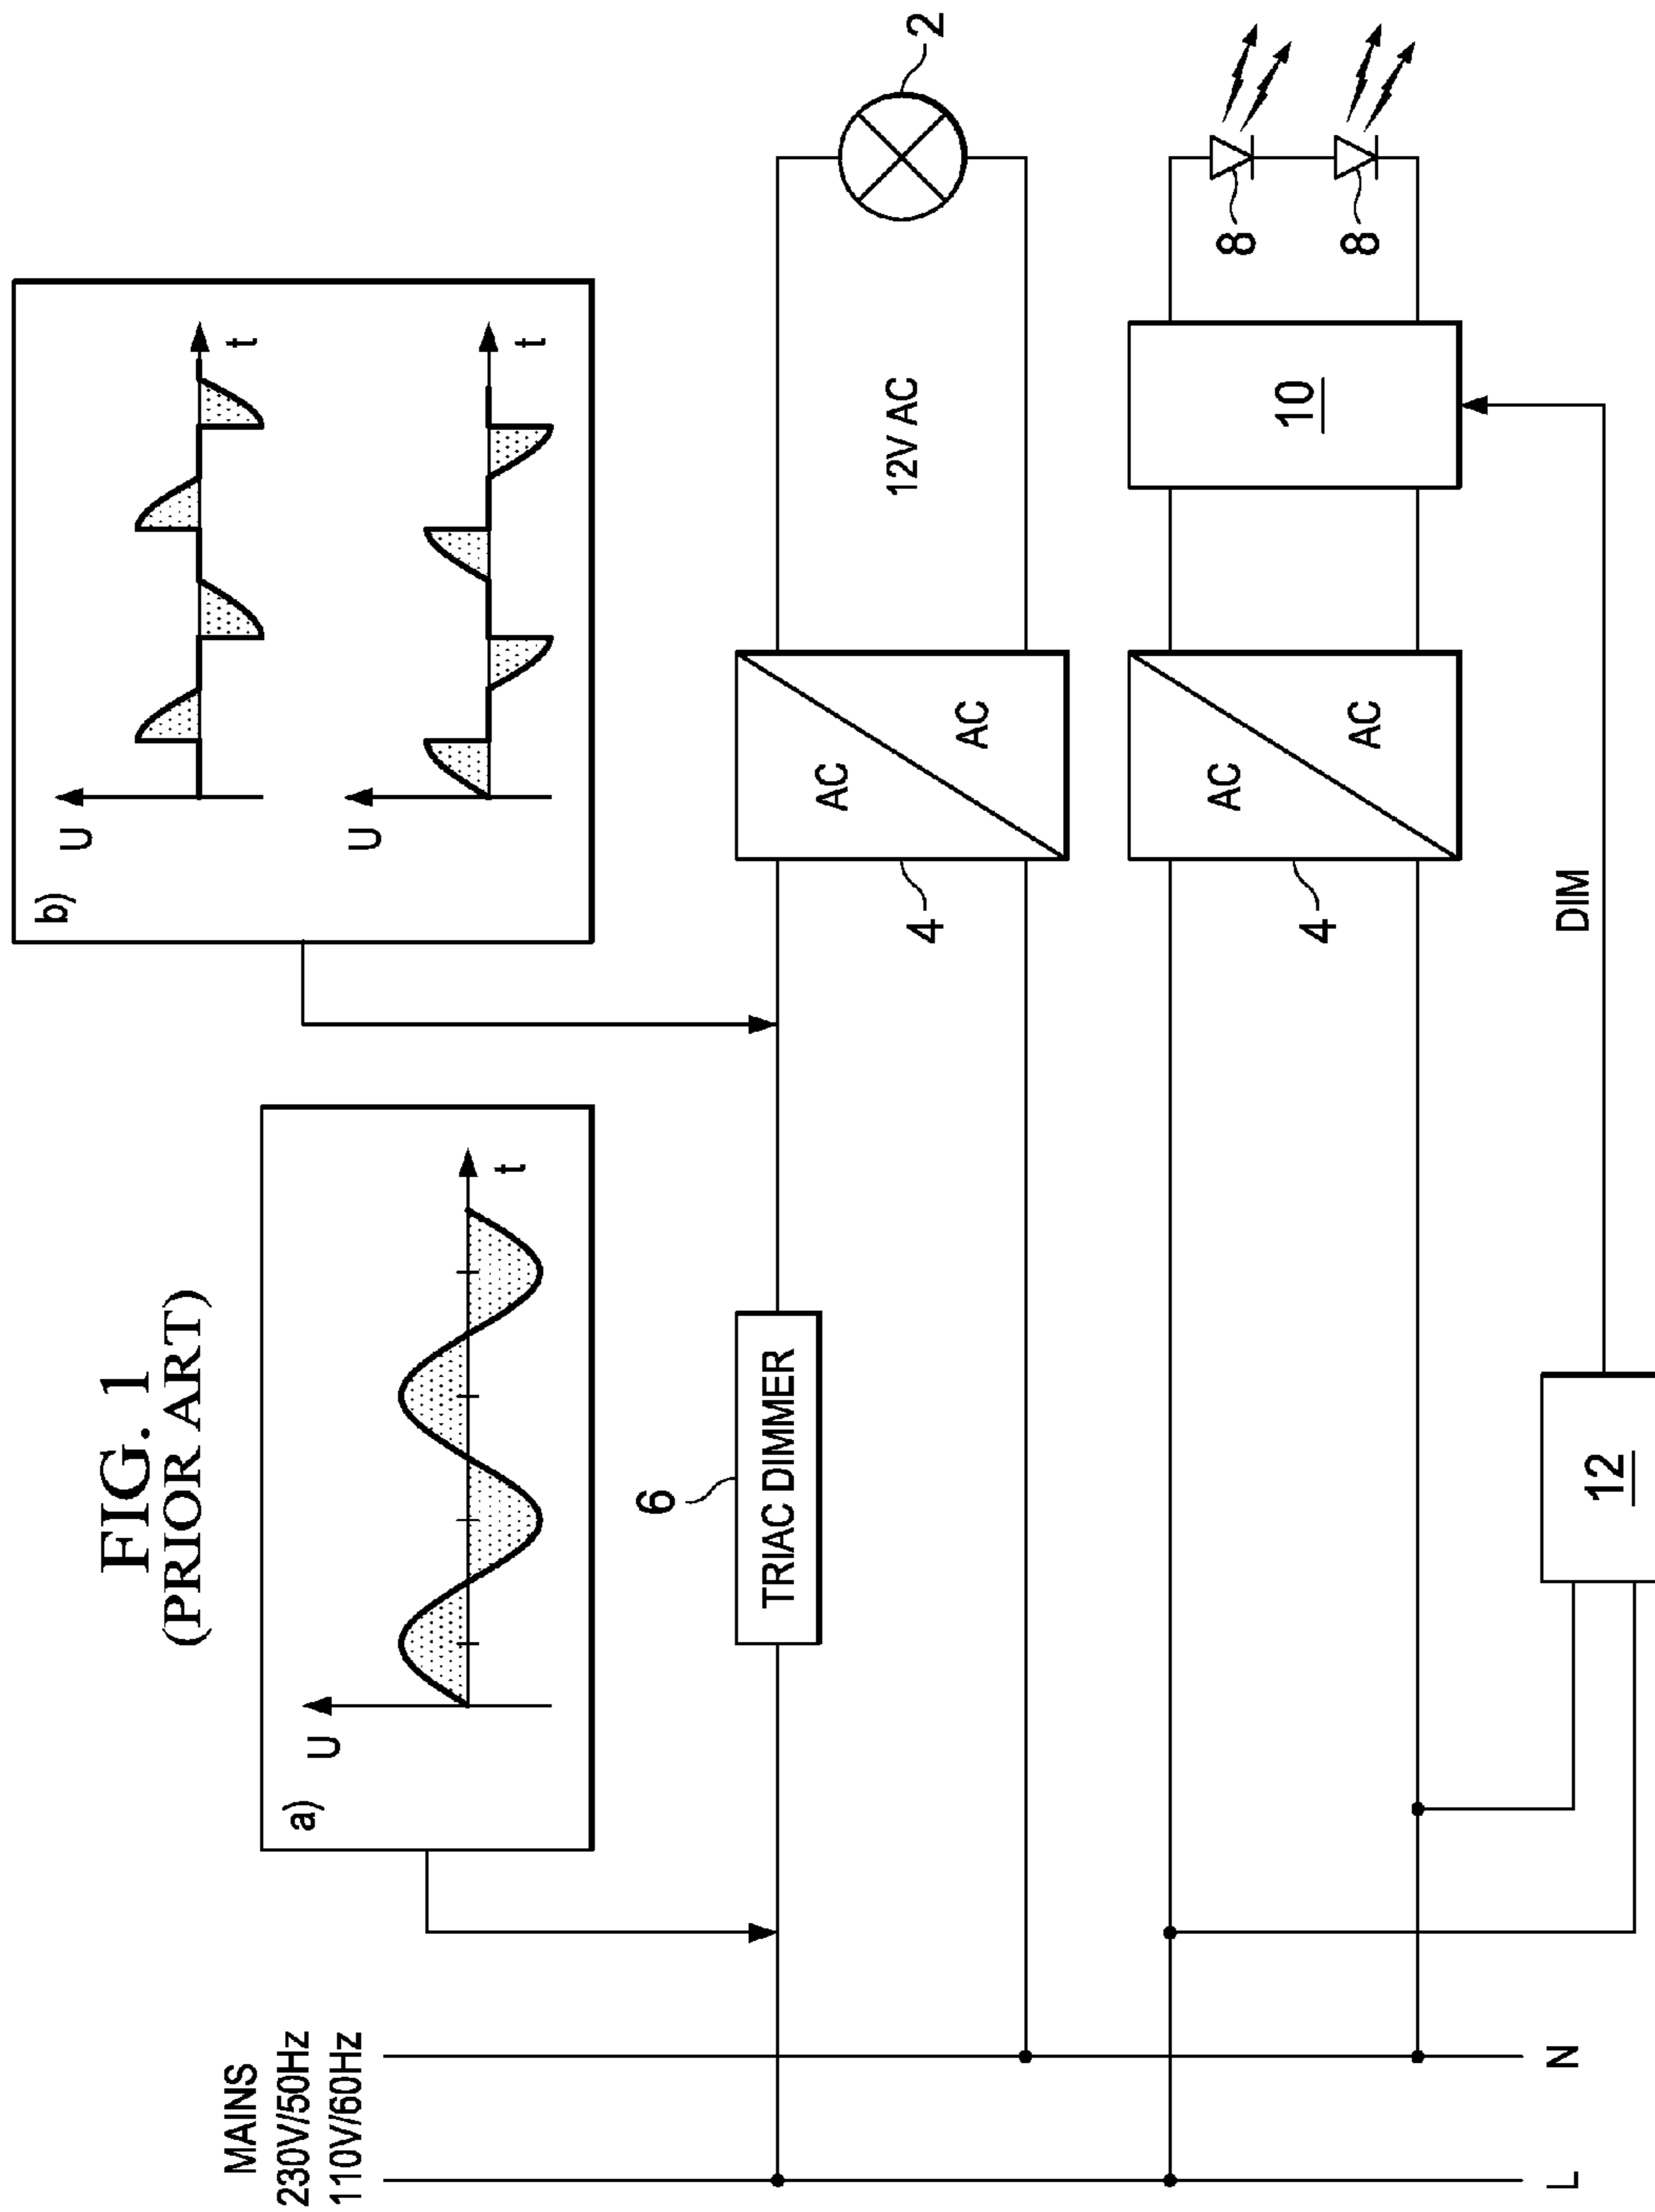 FIG. 1
(PRIOR ART)
MAINS
230V/50Hz
110V/60Hz
a)
U
t
b)
U
t
U
t
6
TRIAC DIMMER
AC
AC
4
12V AC
2
AC
AC
4
10
8
8
DIM
12
L
N